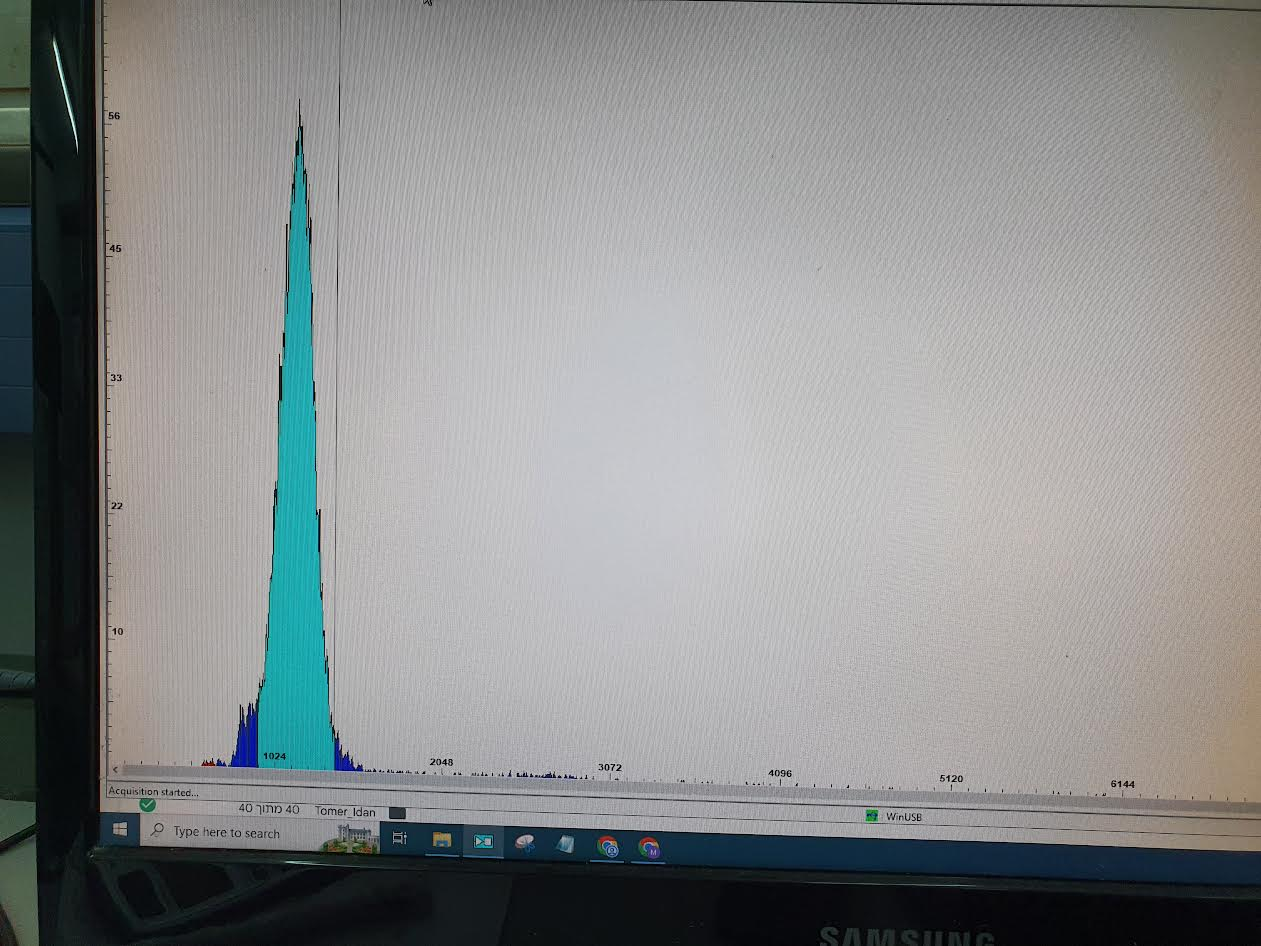 56
45
33
22
10
1024 2048 3072 4096 5120 6144
Acquisition started...
40 מתוך 40 Tomer_Idan WinUSB
Type here to search
SAMSUNG